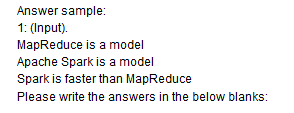 Answer sample:
1: (Input).
MapReduce is a model
Apache Spark is a model
Spark is faster than MapReduce
Please write the answers in the below blanks: